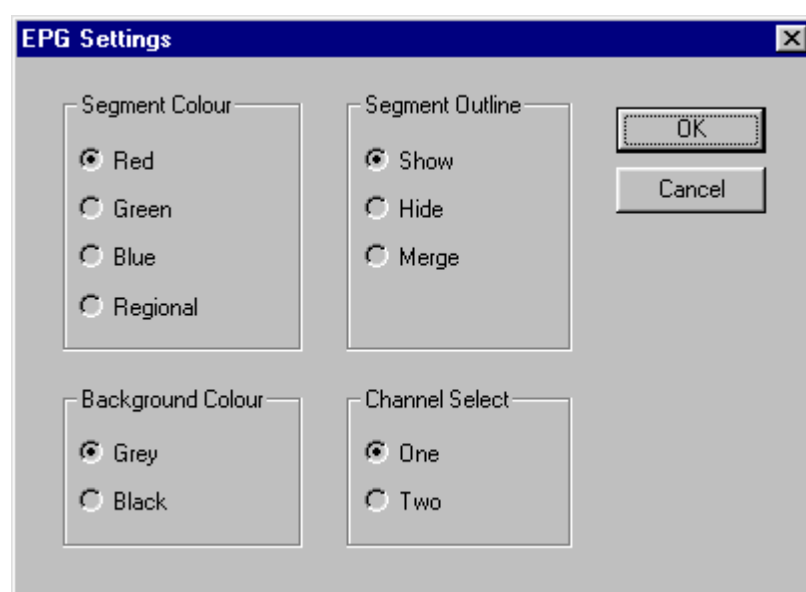 EPG Settings
Segment Colour
Red
Green
Blue
Regional
Segment Outline
Show
Hide
Merge
OK
Cancel
Background Colour
Grey
Black
Channel Select
One
Two